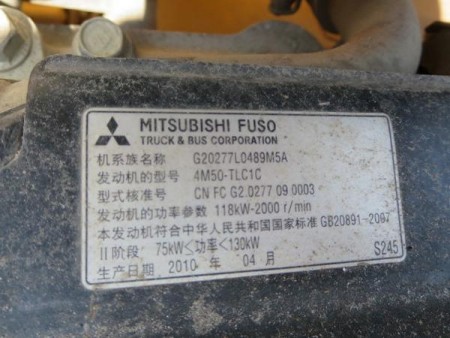 MITSUBISHI FUSO
TRUCK & BUS CORPORATION
机系族名称 G20277L0489M5A
发动机的型号 4M50-TLC1C
型式核准号 CN FC G2.0277 09 0003
发动机的功率参数 118kW-2000 r/min
本发动机符合中华人民共和国国家标准 GB20891-2007
II阶段: 75kW≤功率<130kW
生产日期 2010 年 04 月 S245